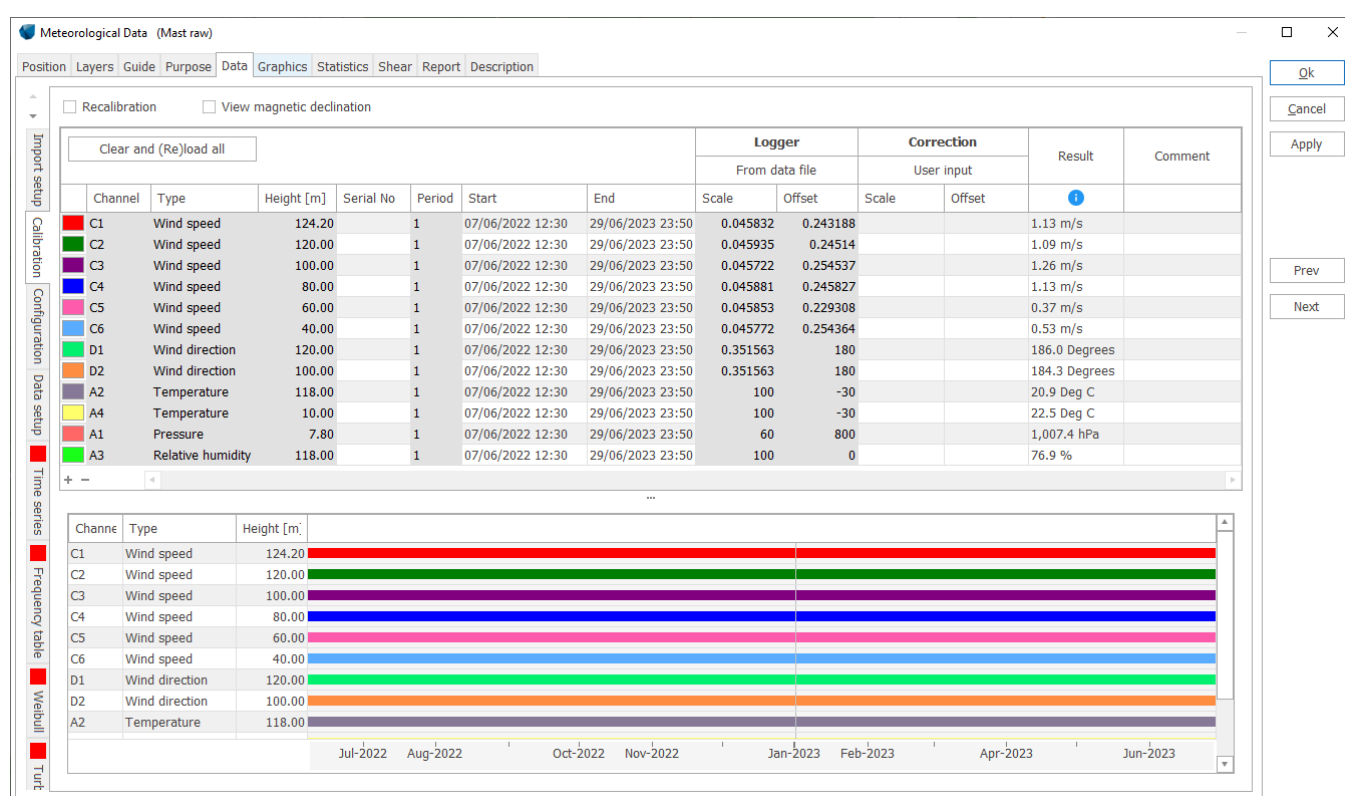 Meteorological Data (Mast raw)
Position Layers Guide Purpose Data Graphics Statistics Shear Report Description
Ok
Cancel
Apply
Prev
Next
Import setup
Calibration
Configuration
Data setup
Time series
Frequency table
Weibull
Recalibration View magnetic declination
Clear and (Re)load all Logger Correction Result Comment
From data file User input
Channel Type Height [m] Serial No Period Start End Scale Offset Scale Offset
C1 Wind speed 124.20 1 07/06/2022 12:30 29/06/2023 23:50 0.045832 0.243188 1.13 m/s
C2 Wind speed 120.00 1 07/06/2022 12:30 29/06/2023 23:50 0.045935 0.24514 1.09 m/s
C3 Wind speed 100.00 1 07/06/2022 12:30 29/06/2023 23:50 0.045722 0.254537 1.26 m/s
C4 Wind speed 80.00 1 07/06/2022 12:30 29/06/2023 23:50 0.045881 0.245827 1.13 m/s
C5 Wind speed 60.00 1 07/06/2022 12:30 29/06/2023 23:50 0.045853 0.229308 0.37 m/s
C6 Wind speed 40.00 1 07/06/2022 12:30 29/06/2023 23:50 0.045772 0.254364 0.53 m/s
D1 Wind direction 120.00 1 07/06/2022 12:30 29/06/2023 23:50 0.351563 180 186.0 Degrees
D2 Wind direction 100.00 1 07/06/2022 12:30 29/06/2023 23:50 0.351563 180 184.3 Degrees
A2 Temperature 118.00 1 07/06/2022 12:30 29/06/2023 23:50 100 -30 20.9 Deg C
A4 Temperature 10.00 1 07/06/2022 12:30 29/06/2023 23:50 100 -30 22.5 Deg C
A1 Pressure 7.80 1 07/06/2022 12:30 29/06/2023 23:50 60 800 1,007.4 hPa
A3 Relative humidity 118.00 1 07/06/2022 12:30 29/06/2023 23:50 100 0 76.9 %
Channe Type Height [m]
C1 Wind speed 124.20
C2 Wind speed 120.00
C3 Wind speed 100.00
C4 Wind speed 80.00
C5 Wind speed 60.00
C6 Wind speed 40.00
D1 Wind direction 120.00
D2 Wind direction 100.00
A2 Temperature 118.00
Jul-2022 Aug-2022 Oct-2022 Nov-2022 Jan-2023 Feb-2023 Apr-2023 Jun-2023